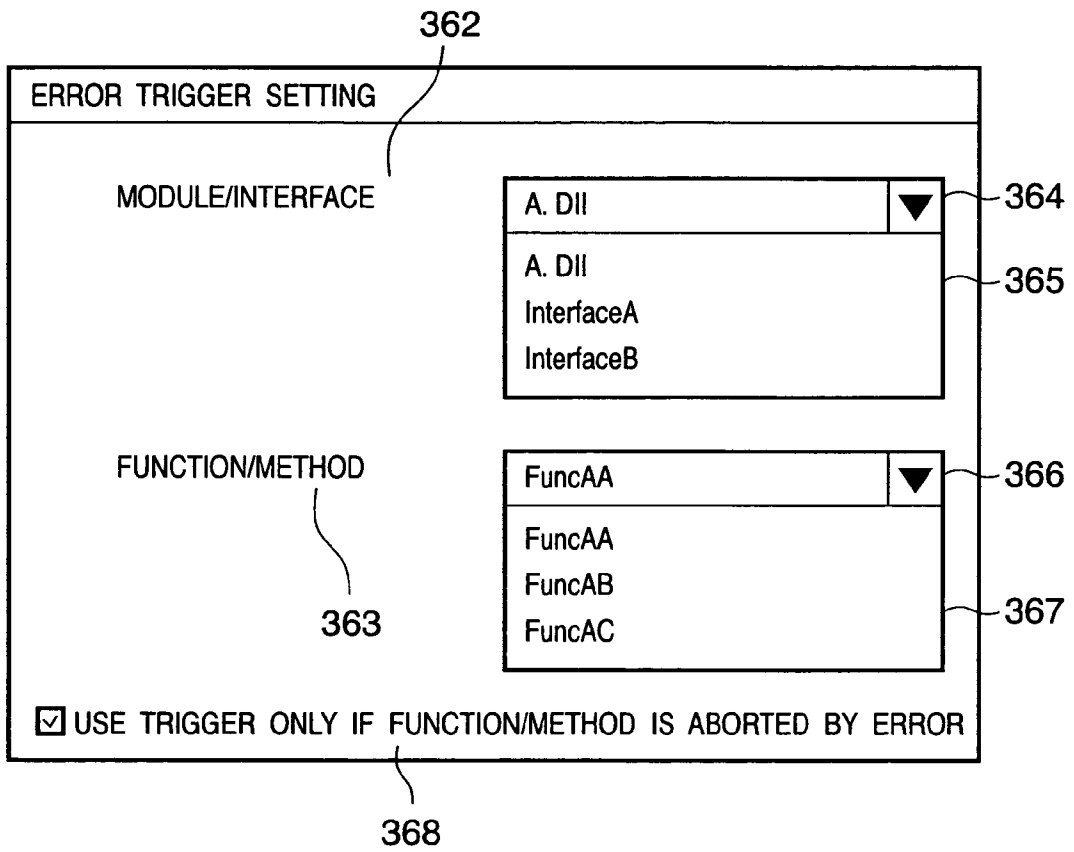 362
ERROR TRIGGER SETTING
MODULE/INTERFACE
A. Dll
364
A. Dll
365
InterfaceA
InterfaceB
FUNCTION/METHOD
FuncAA
366
FuncAA
FuncAB
367
363
FuncAC
USE TRIGGER ONLY IF FUNCTION/METHOD IS ABORTED BY ERROR
368